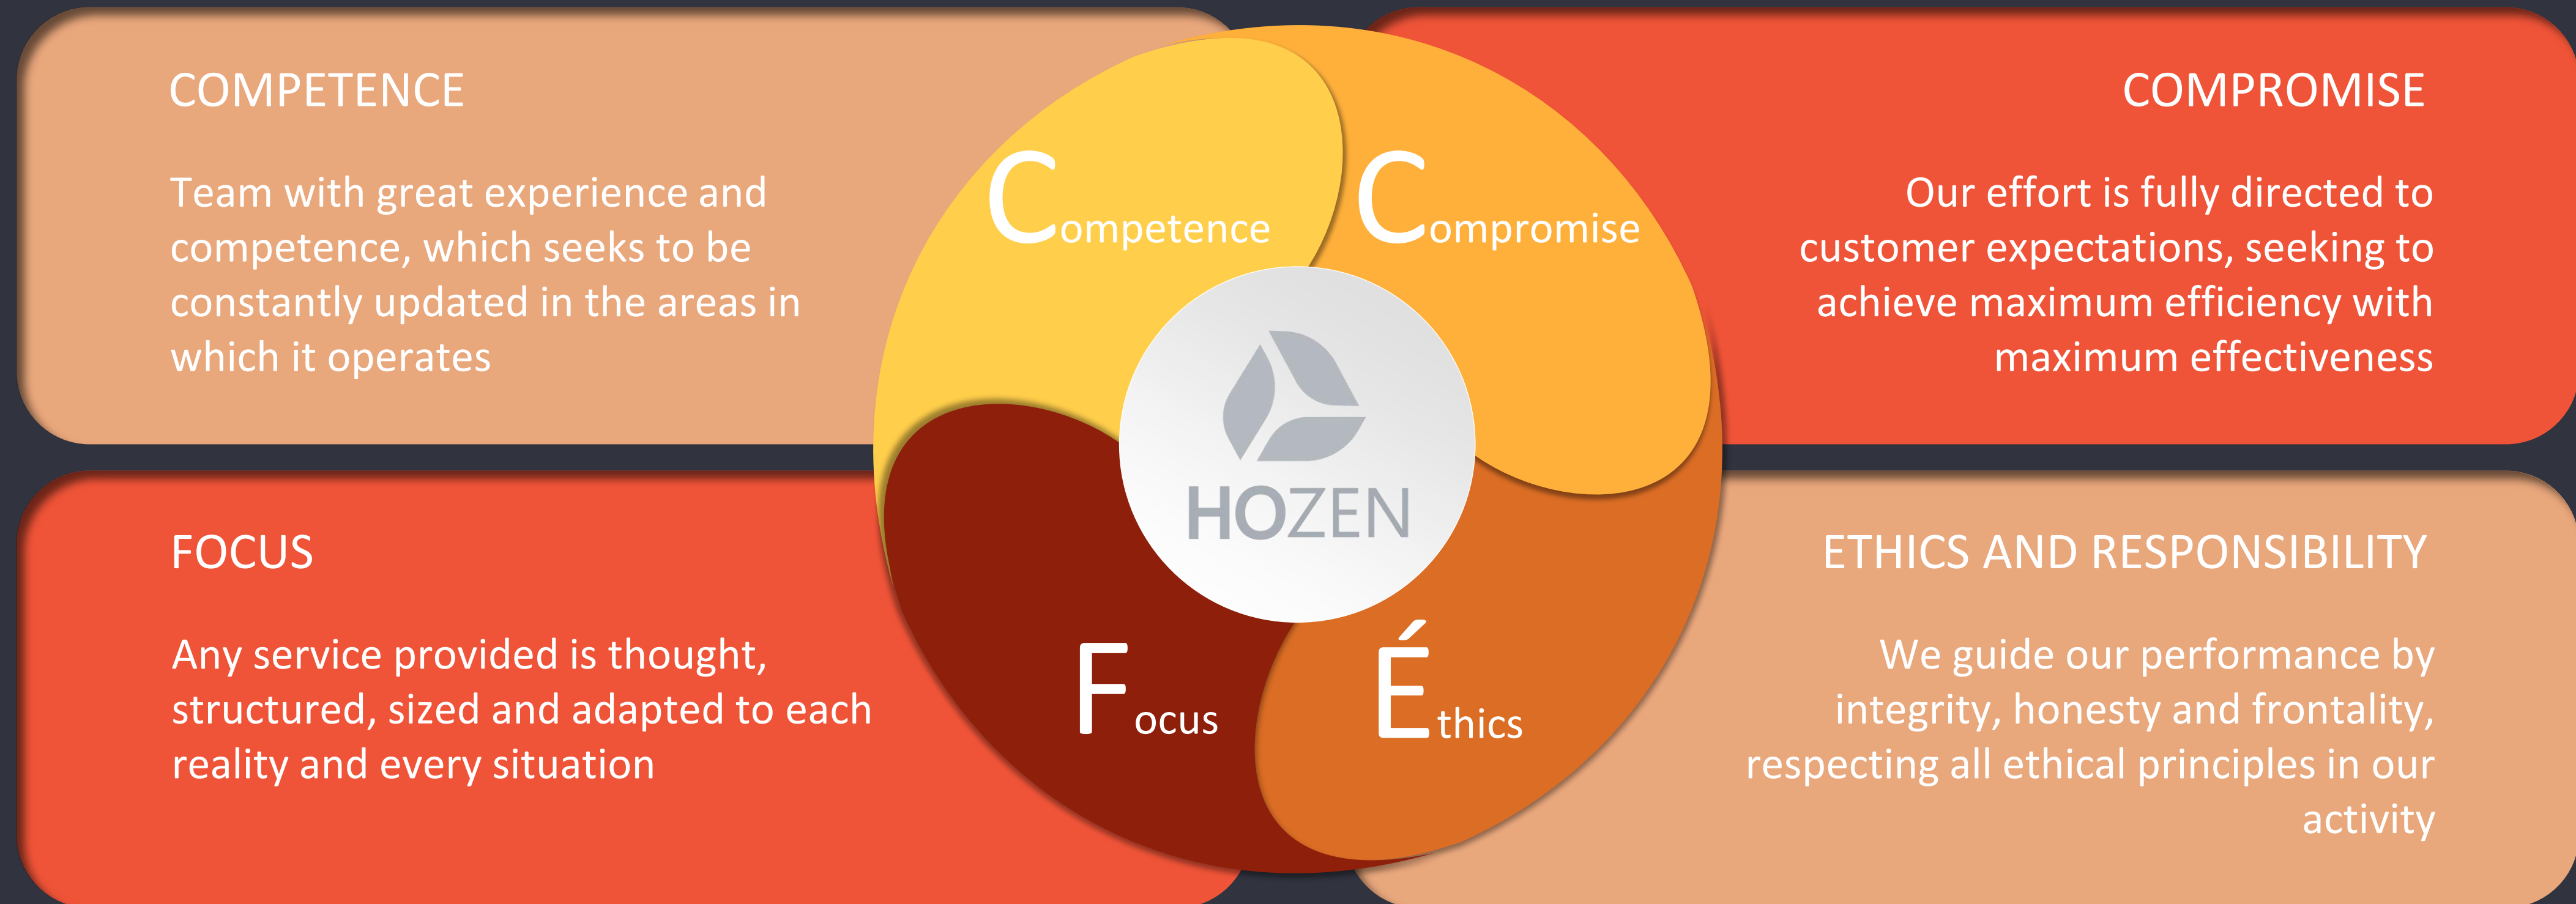 COMPETENCE
Team with great experience and
competence, which seeks to be
constantly updated in the areas in
which it operates
Competence
Compromise
COMPROMISE
Our effort is fully directed to
customer expectations, seeking to
achieve maximum efficiency with
maximum effectiveness
HOZEN
FOCUS
Any service provided is thought,
structured, sized and adapted to each
reality and every situation
Focus
Éthics
ETHICS AND RESPONSIBILITY
We guide our performance by
integrity, honesty and frontality,
respecting all ethical principles in our
activity